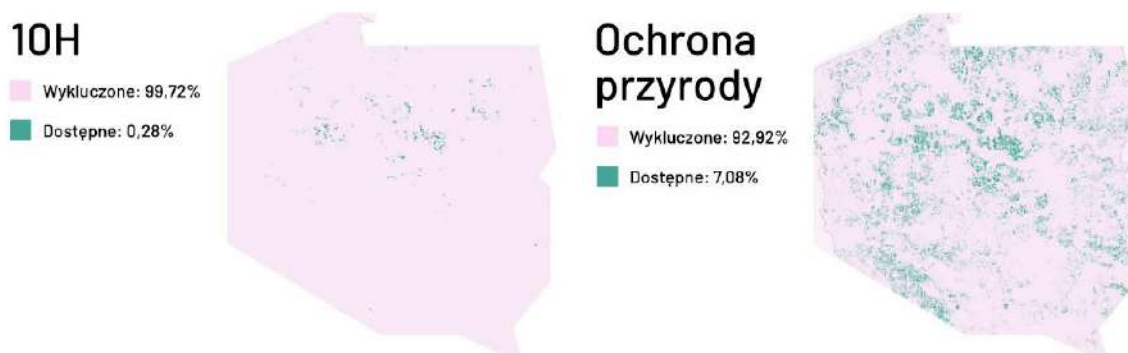 10H
Wykluczone: 99,72%
Dostępne: 0,28%
Ochrona
przyrody
Wykluczone: 92,92%
Dostępne: 7,08%